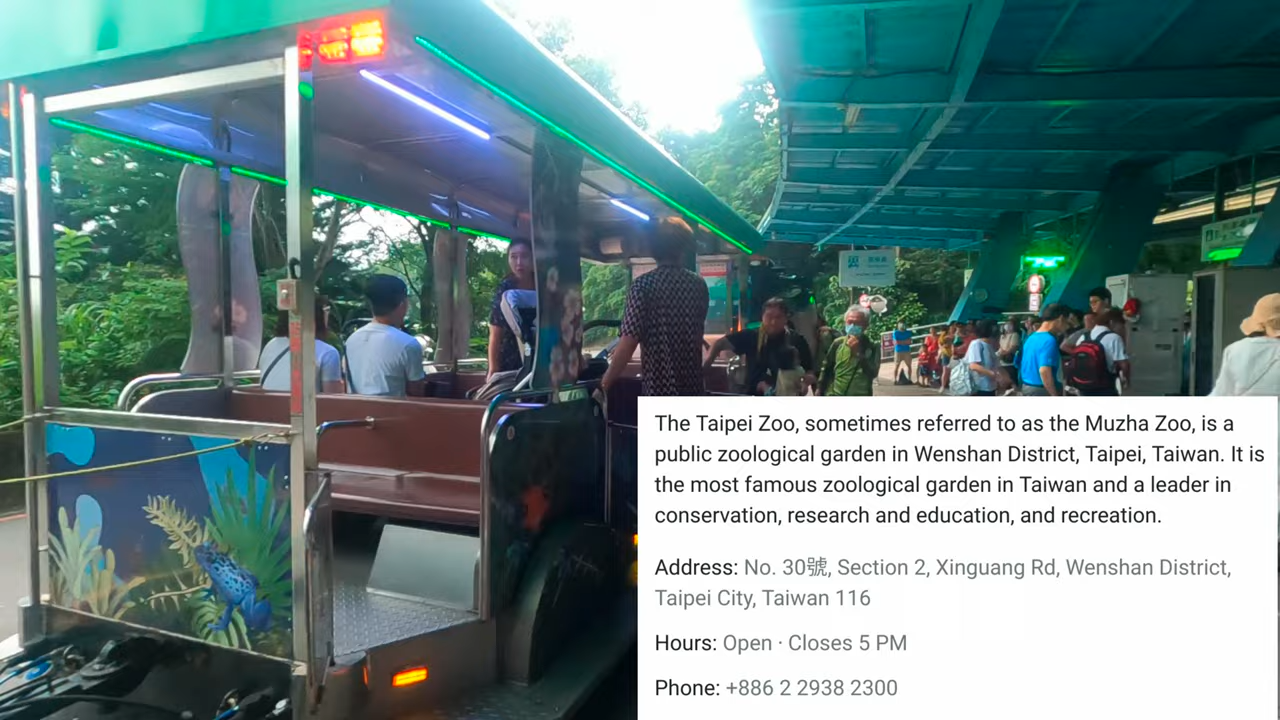 The Taipei Zoo, sometimes referred to as the Muzha Zoo, is a
public zoological garden in Wenshan District, Taipei, Taiwan. It is
the most famous zoological garden in Taiwan and a leader in
conservation, research and education, and recreation.
Address: No. 30號, Section 2, Xinguang Rd, Wenshan District,
Taipei City, Taiwan 116
Hours: Open · Closes 5 PM
Phone: +886 2 2938 2300